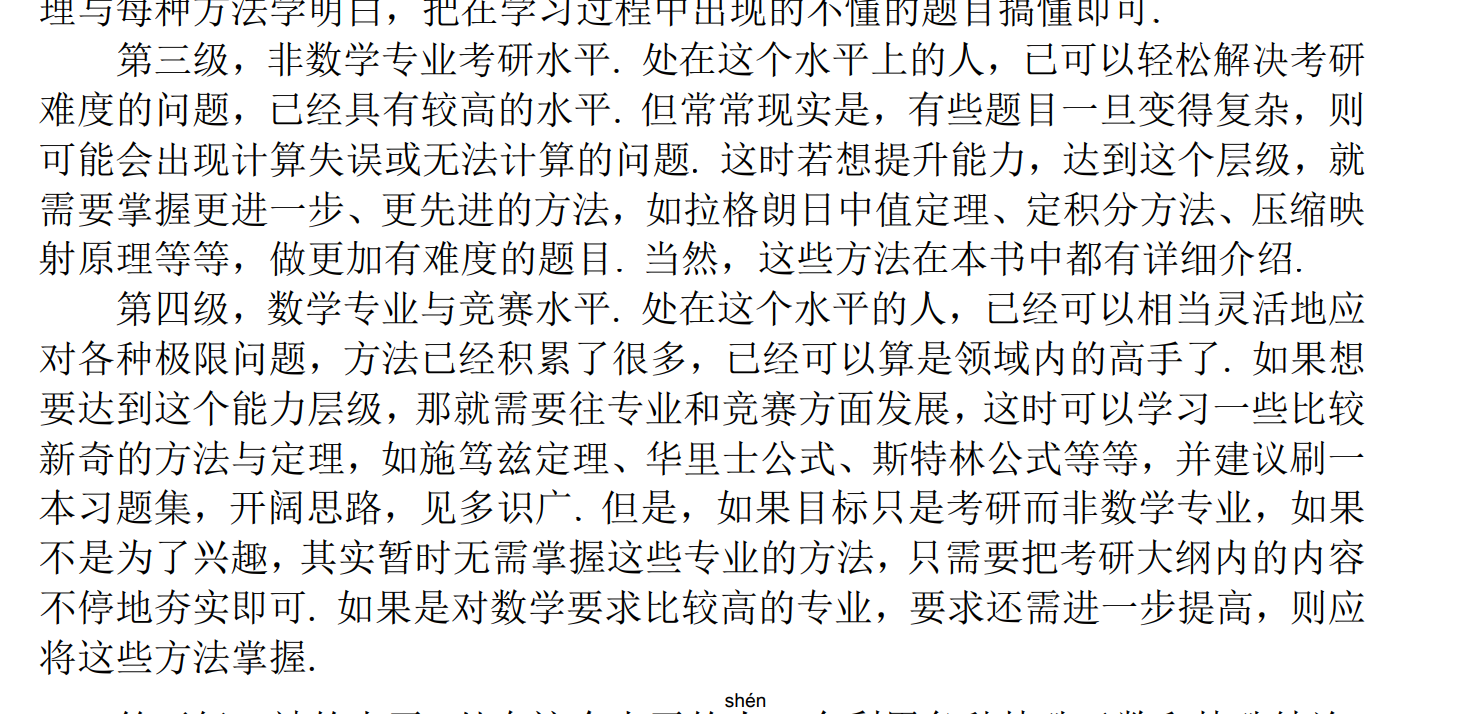 理与每种方法学明白，把在学习过程中出现的不懂的题目搞懂即可.
第三级，非数学专业考研水平. 处在这个水平上的人，已可以轻松解决考研
难度的问题，已经具有较高的水平. 但常常现实是，有些题目一旦变得复杂，则
可能会出现计算失误或无法计算的问题. 这时若想提升能力，达到这个层级，就
需要掌握更进一步、更先进的方法，如拉格朗日中值定理、定积分方法、压缩映
射原理等等，做更加有难度的题目. 当然，这些方法在本书中都有详细介绍.
第四级，数学专业与竞赛水平. 处在这个水平的人，已经可以相当灵活地应
对各种极限问题，方法已经积累了很多，已经可以算是领域内的高手了. 如果想
要达到这个能力层级，那就需要往专业和竞赛方面发展，这时可以学习一些比较
新奇的方法与定理，如施笃兹定理、华里士公式、斯特林公式等等，并建议刷一
本习题集，开阔思路，见多识广. 但是，如果目标只是考研而非数学专业，如果
不是为了兴趣，其实暂时无需掌握这些专业的方法，只需要把考研大纲内的内容
不停地夯实即可. 如果是对数学要求比较高的专业，要求还需进一步提高，则应
将这些方法掌握.
shén